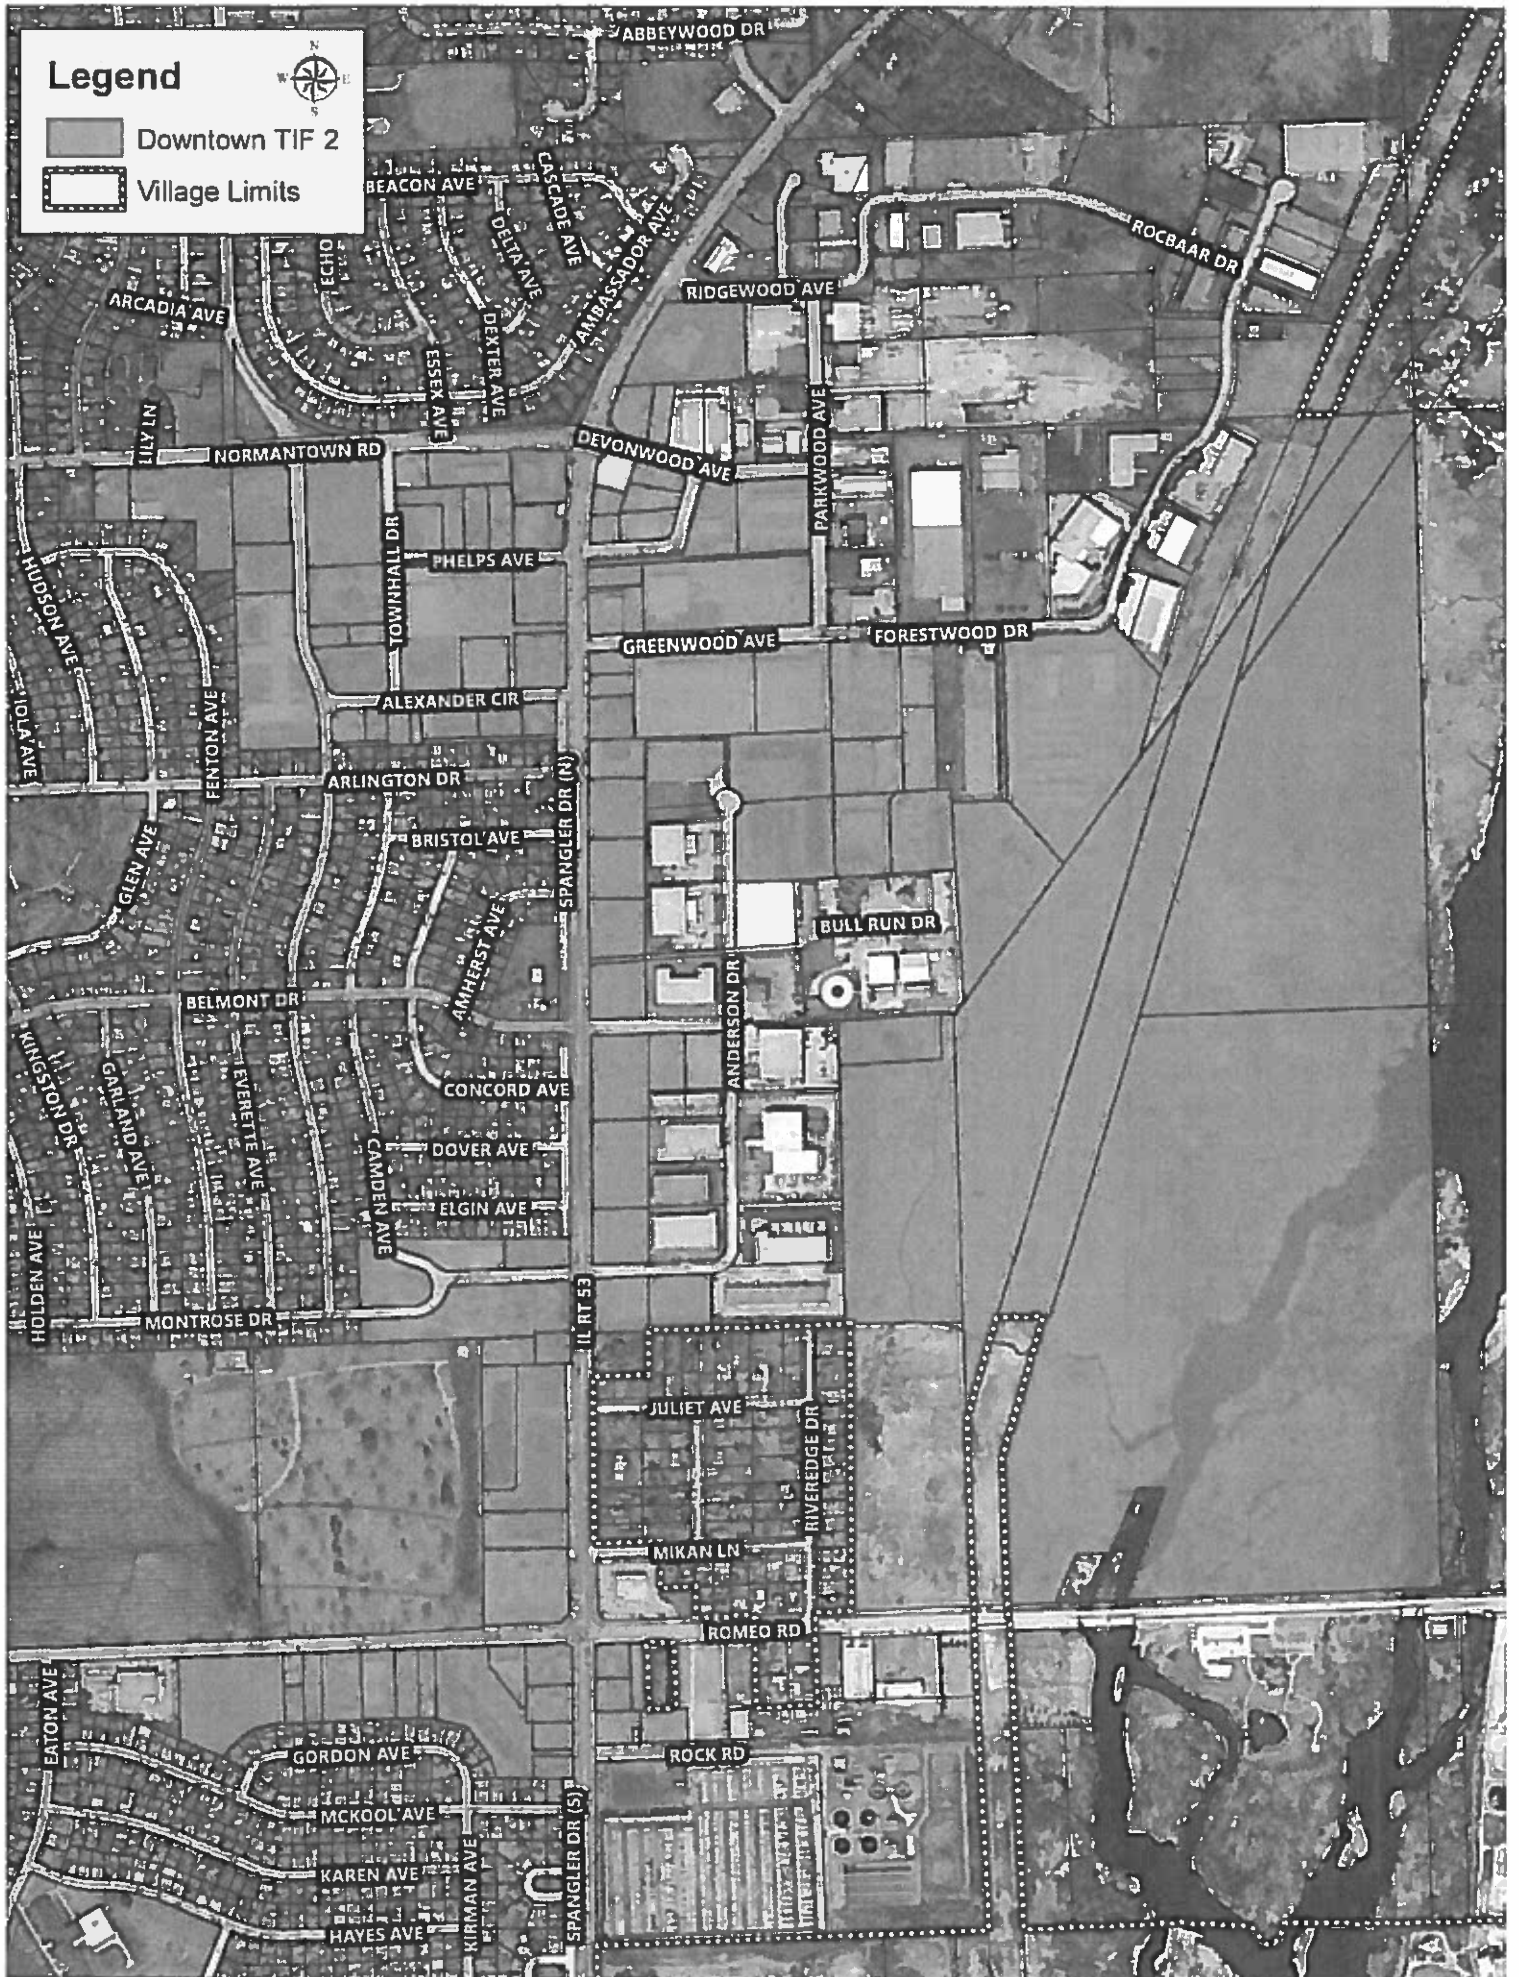 ABBEYWOOD DR
Legend
N
W
E
S
Downtown TIF 2
Village Limits
BEACON AVE
CASCADE AVE
DELTA AVE
ECHO
AMBASSADOR AVE
ROCBAAR DR
RIDGEWOOD AVE
ARCADIA AVE
DEXTER AVE
ESSEX AVE
LILY LN
NORMANTOWN RD
DEVONWOOD AVE
PARKWOOD AVE
TOWNHALL DR
PHELPS AVE
HUDSON AVE
GREENWOOD AVE
FORESTWOOD DR
IOLA AVE
FENTON AVE
ALEXANDER CIR
ARLINGTON DR
SPANGLER DR (N)
BRISTOL AVE
GLEN AVE
AMHERST AVE
BULL RUN DR
BELMONT DR
ANDERSON DR
KINGSTON DR
GARLAND AVE
EVERETTE AVE
CONCORD AVE
CAMDEN AVE
DOVER AVE
ELGIN AVE
HOLDEN AVE
MONTROSE DR
IL RT 53
JULIET AVE
RIVEREDGE DR
MIKAN LN
ROMEO RD
EATON AVE
GORDON AVE
ROCK RD
MCKOOL AVE
SPANGLER DR (S)
KAREN AVE
KIRMAN AVE
HAYES AVE